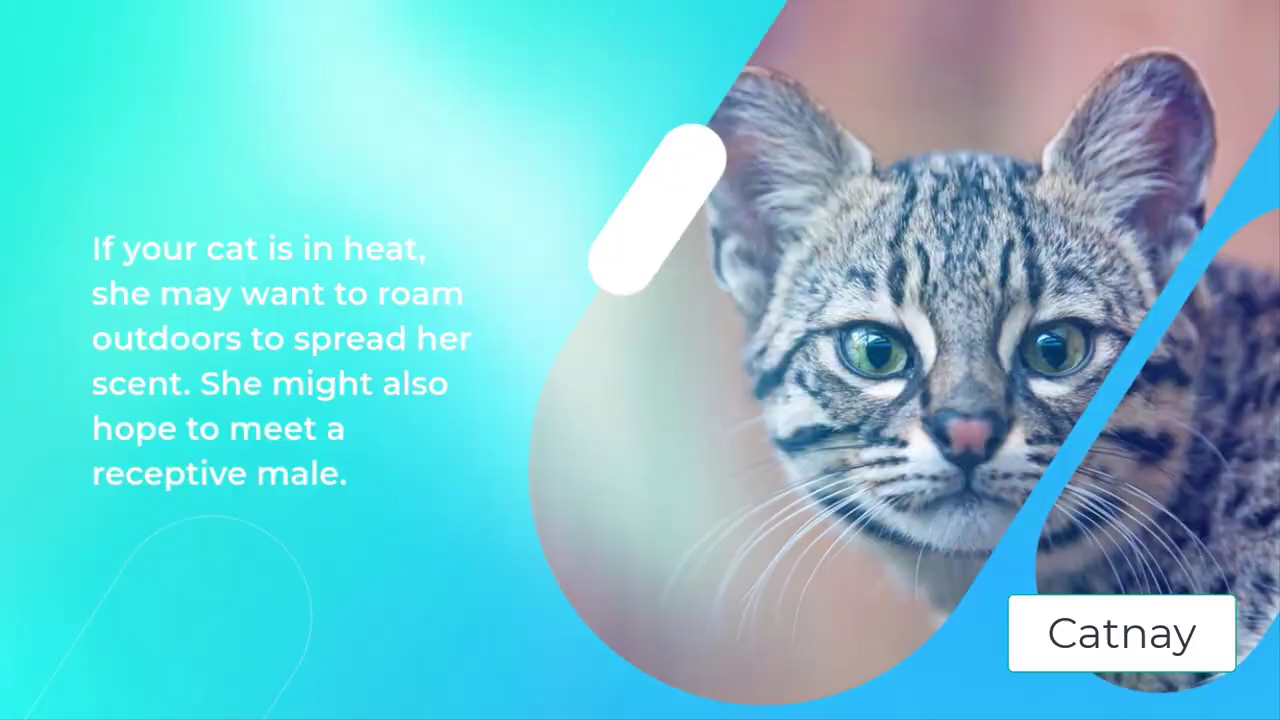 If your cat is in heat,
she may want to roam
outdoors to spread her
scent. She might also
hope to meet a
receptive male.
Catnay